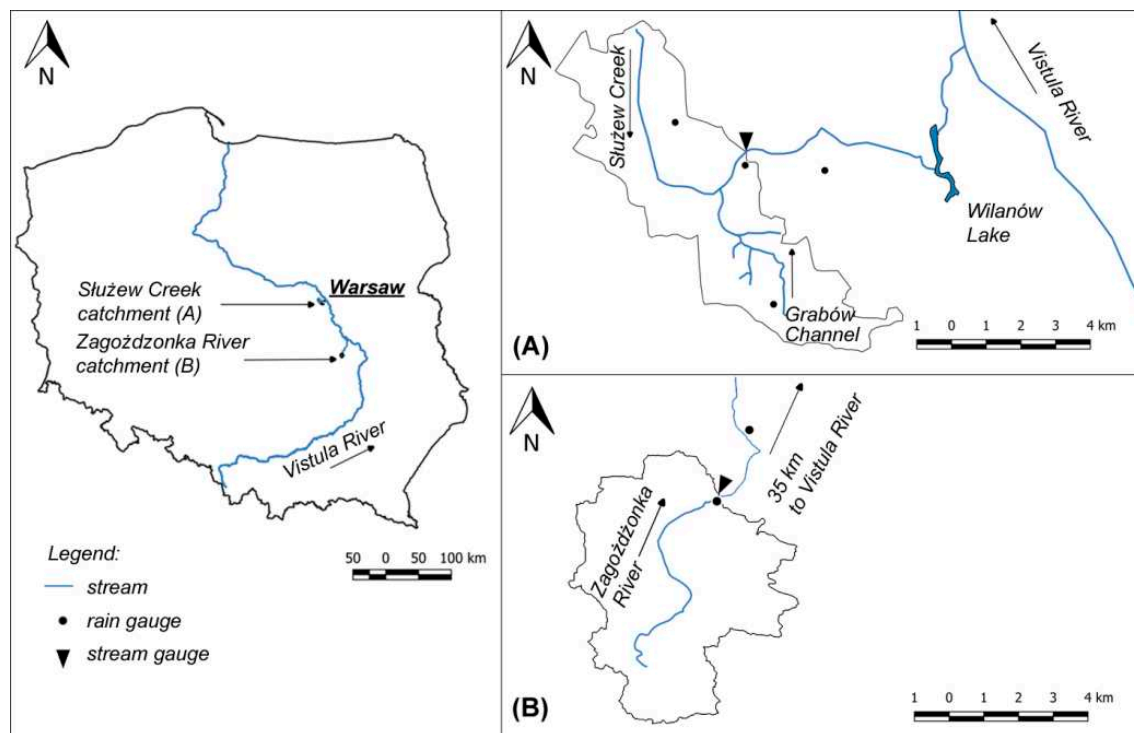 N
Służew Creek
catchment (A)
Warsaw
Zagożdzonka River
catchment (B)
Vistula River
Legend:
stream
rain gauge
stream gauge
50 0 50 100 km
N
Służew Creek
Vistula River
Wilanów
Lake
Grabów
Channel
(A)
1 0 1 2 3 4 km
N
Zagożdżonka
River
35 km
to Vistula River
(B)
1 0 1 2 3 4 km